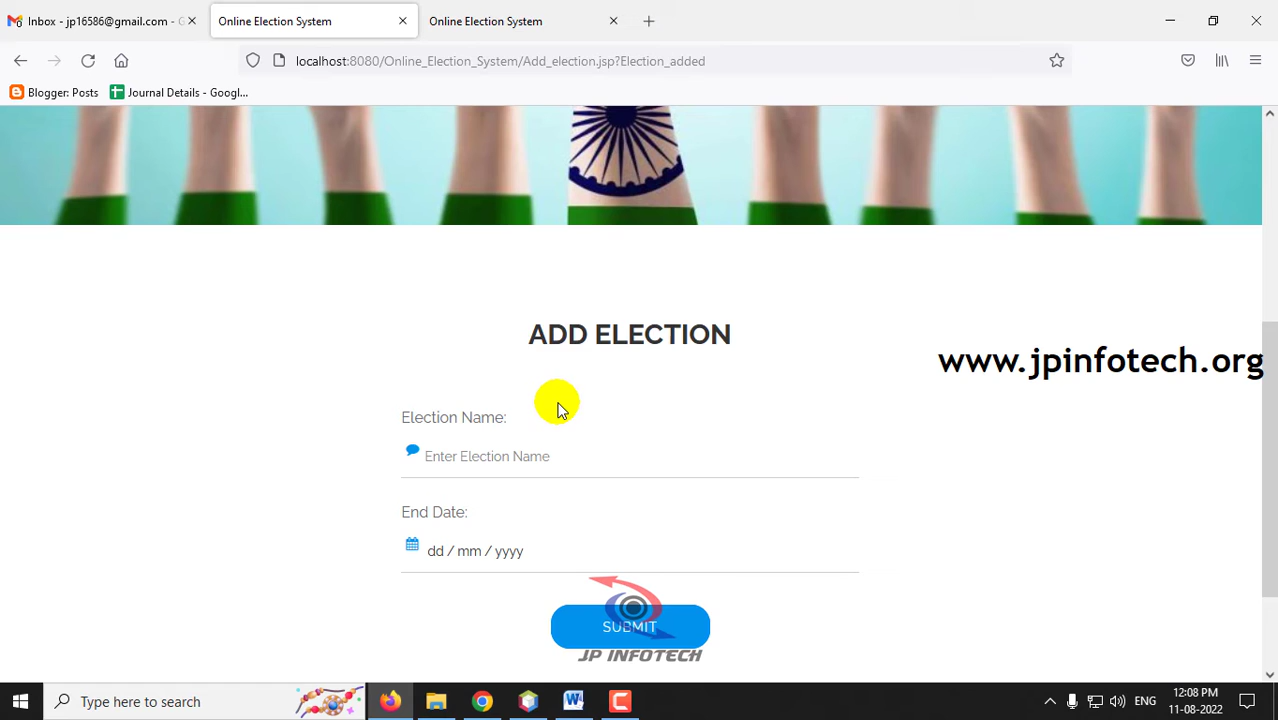 Inbox - jp16586@gmail.com - G
Online Election System
Online Election System
localhost:8080/Online_Election_System/Add_election.jsp?Election_added
Blogger: Posts
Journal Details - Googl...
ADD ELECTION
www.jpinfotech.org
Election Name:
Enter Election Name
End Date:
dd / mm / yyyy
SUBMIT
JP INFOTECH
Type here to search
ENG
12:08 PM
11-08-2022